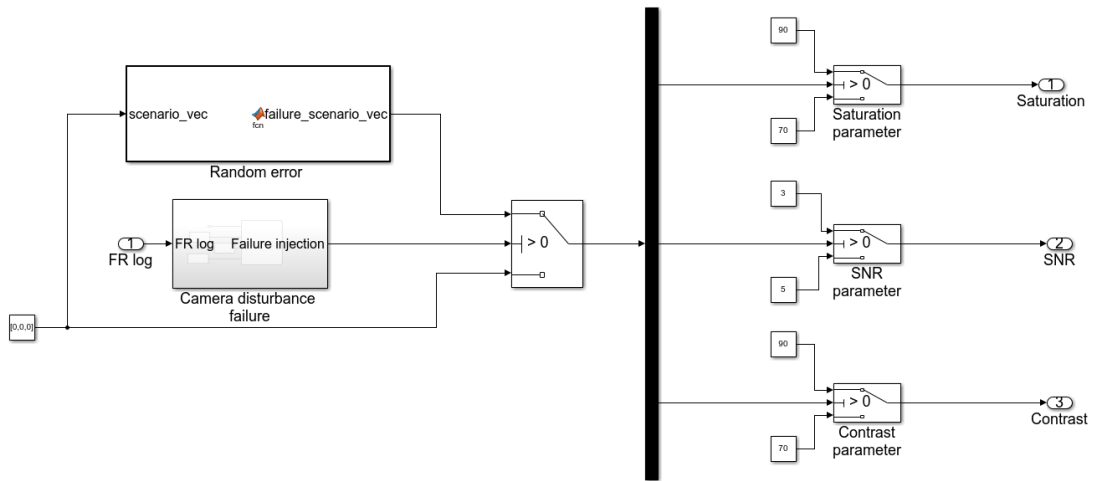 scenario_vec
fcn
failure_scenario_vec
Random error
1
FR log
FR log
Failure injection
Camera disturbance
failure
[0,0,0]
> 0
90
> 0
70
Saturation
parameter
1
Saturation
3
> 0
5
SNR
parameter
2
SNR
90
> 0
70
Contrast
parameter
3
Contrast